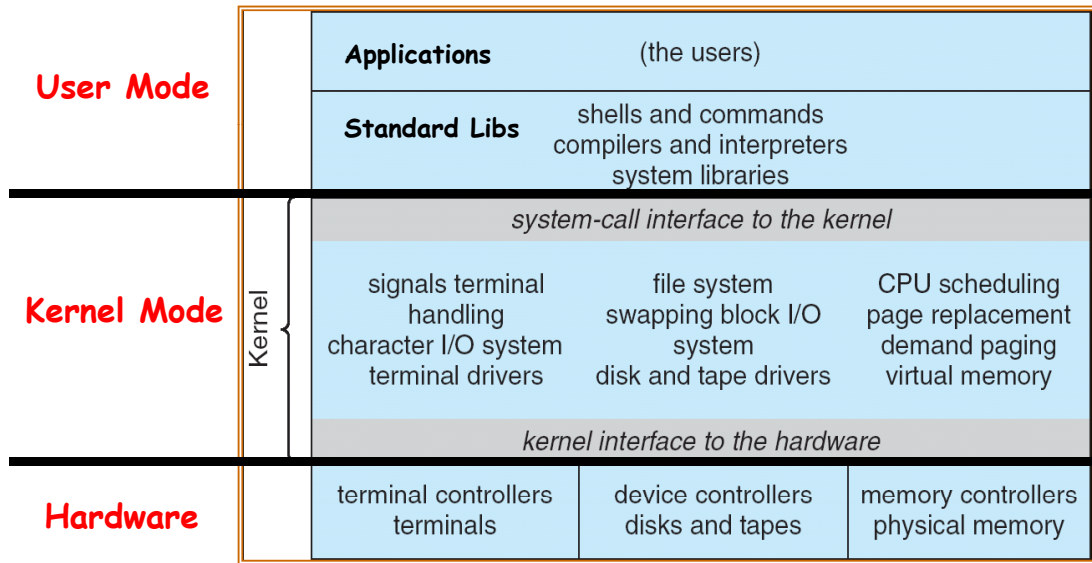 User Mode
Applications
(the users)
Standard Libs
shells and commands
compilers and interpreters
system libraries
Kernel Mode
Kernel
system-call interface to the kernel
signals terminal
handling
character I/O system
terminal drivers
file system
swapping block I/O
system
disk and tape drivers
CPU scheduling
page replacement
demand paging
virtual memory
kernel interface to the hardware
Hardware
terminal controllers
terminals
device controllers
disks and tapes
memory controllers
physical memory